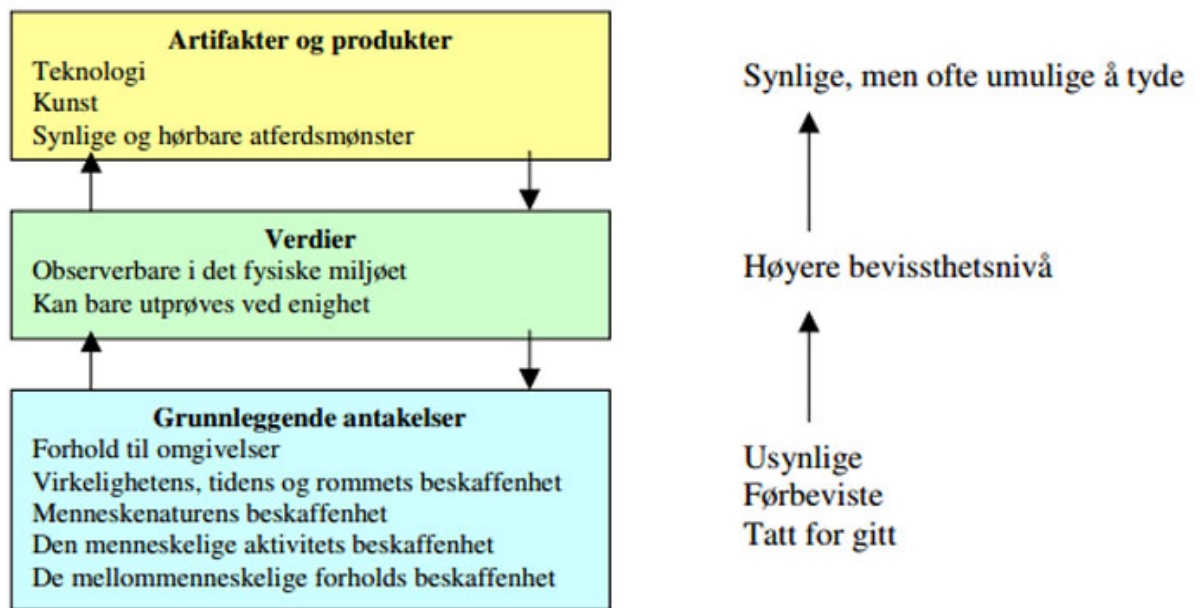 Artifakter og produkter
Teknologi
Kunst
Synlige og hørbare atferdsmønster
Synlige, men ofte umulige å tyde
Verdier
Observerbare i det fysiske miljøet
Kan bare utprøves ved enighet
Høyere bevissthetsnivå
Grunnleggende antakelser
Forhold til omgivelser
Virkelighetens, tidens og rommets beskaffenhet
Menneskenaturens beskaffenhet
Den menneskelige aktivitets beskaffenhet
De mellommenneskelige forholds beskaffenhet
Usynlige
Førbeviste
Tatt for gitt